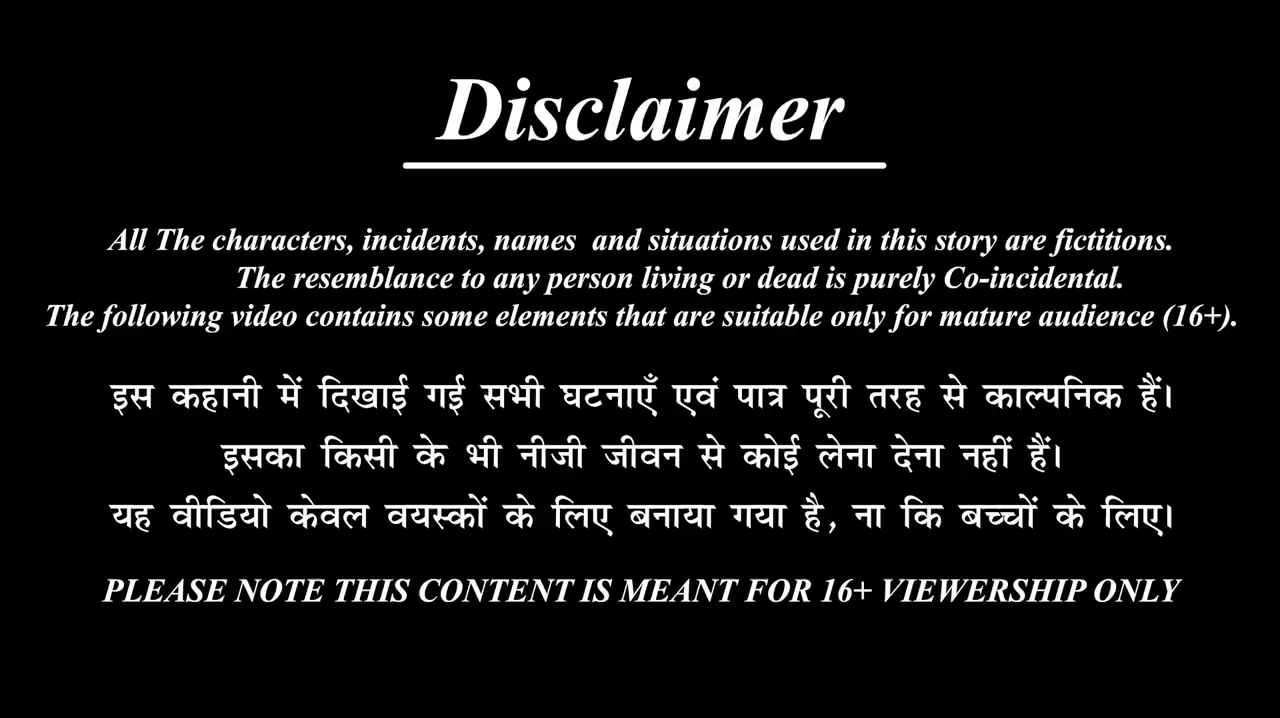 Disclaimer
All The characters, incidents, names and situations used in this story are fictitions.
The resemblance to any person living or dead is purely Co-incidental.
The following video contains some elements that are suitable only for mature audience (16+).
इस कहानी में दिखाई गई सभी घटनाएँ एवं पात्र पूरी तरह से काल्पनिक हैं।
इसका किसी के भी नीजी जीवन से कोई लेना देना नहीं हैं।
यह वीडियो केवल वयस्कों के लिए बनाया गया है, ना कि बच्चों के लिए।
PLEASE NOTE THIS CONTENT IS MEANT FOR 16+ VIEWERSHIP ONLY